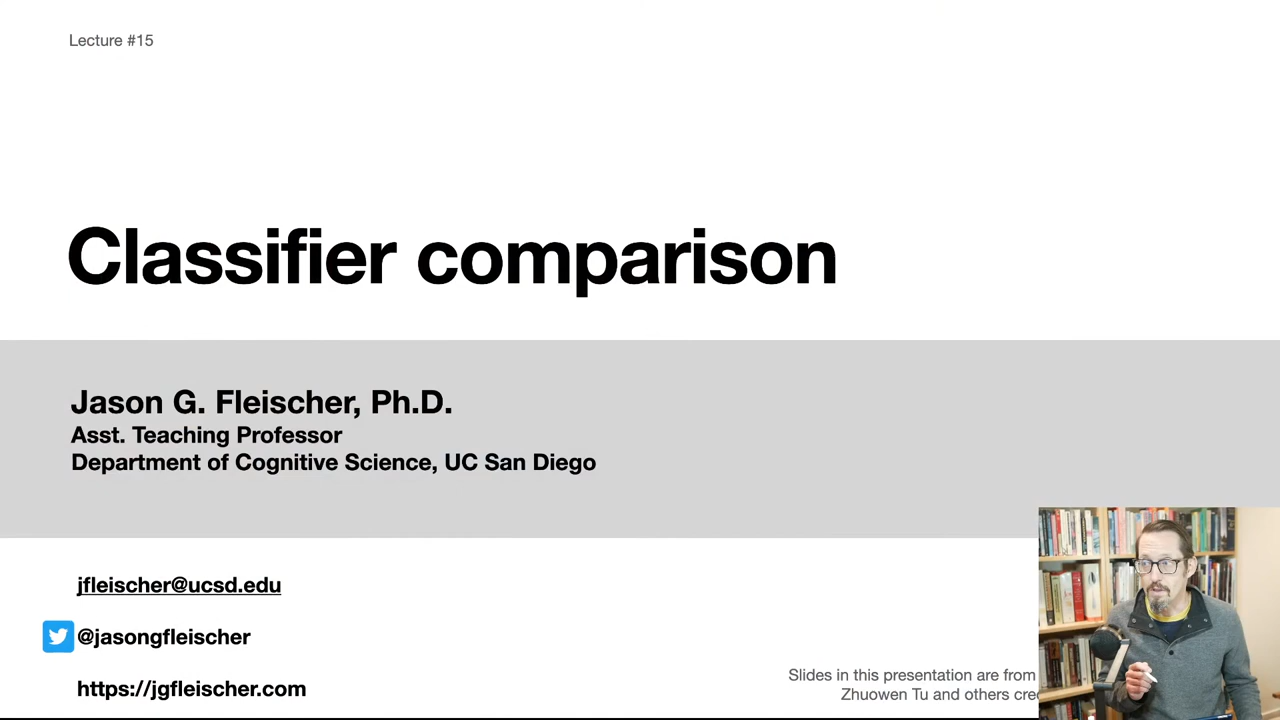 Lecture #15
Classifier comparison
Jason G. Fleischer, Ph.D.
Asst. Teaching Professor
Department of Cognitive Science, UC San Diego
jfleischer@ucsd.edu
@jasongfleischer
https://jgfleischer.com
Slides in this presentation are from
Zhuowen Tu and others